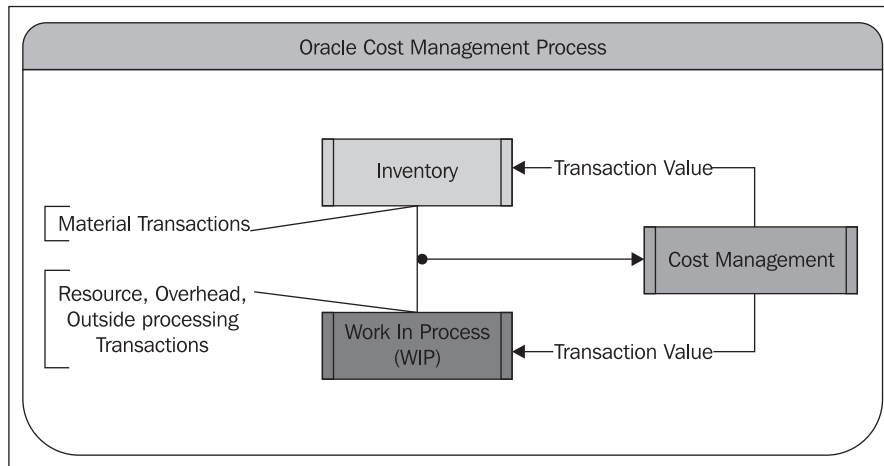 Oracle Cost Management Process
Inventory
Transaction Value
Material Transactions
Cost Management
Resource, Overhead,
Outside processing
Transactions
Work In Process
(WIP)
Transaction Value